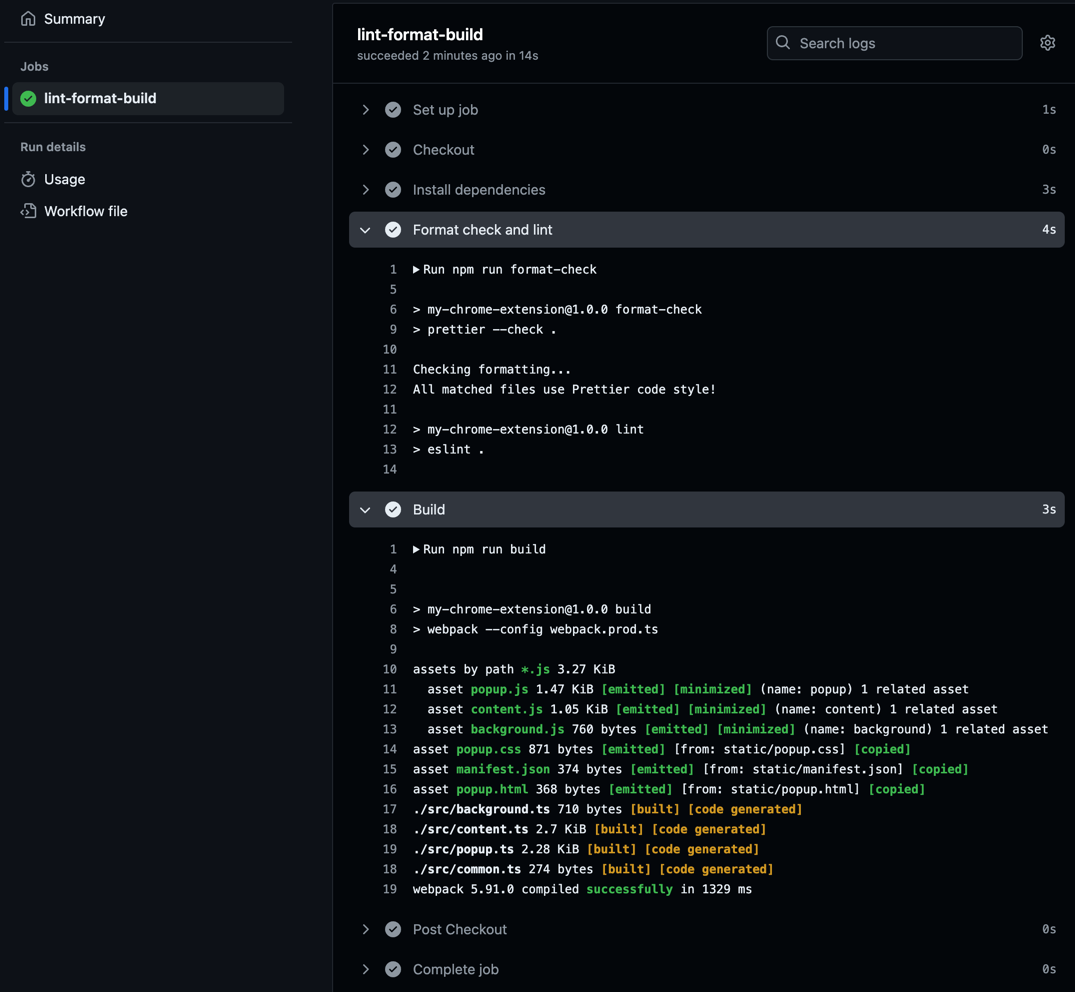 Summary
Jobs
lint-format-build
Run details
Usage
Workflow file
lint-format-build
succeeded 2 minutes ago in 14s
Search logs
Set up job 1s
Checkout 0s
Install dependencies 3s
Format check and lint 4s
1 Run npm run format-check
5
6 > my-chrome-extension@1.0.0 format-check
9 > prettier --check .
10
11 Checking formatting...
12 All matched files use Prettier code style!
11
12 > my-chrome-extension@1.0.0 lint
13 > eslint .
14
Build 3s
1 Run npm run build
4
5
6 > my-chrome-extension@1.0.0 build
8 > webpack --config webpack.prod.ts
9
10 assets by path *.js 3.27 KiB
11 asset popup.js 1.47 KiB [emitted] [minimized] (name: popup) 1 related asset
12 asset content.js 1.05 KiB [emitted] [minimized] (name: content) 1 related asset
13 asset background.js 760 bytes [emitted] [minimized] (name: background) 1 related asset
14 asset popup.css 871 bytes [emitted] [from: static/popup.css] [copied]
15 asset manifest.json 374 bytes [emitted] [from: static/manifest.json] [copied]
16 asset popup.html 368 bytes [emitted] [from: static/popup.html] [copied]
17 ./src/background.ts 710 bytes [built] [code generated]
18 ./src/content.ts 2.7 KiB [built] [code generated]
19 ./src/popup.ts 2.28 KiB [built] [code generated]
18 ./src/common.ts 274 bytes [built] [code generated]
19 webpack 5.91.0 compiled successfully in 1329 ms
Post Checkout 0s
Complete job 0s